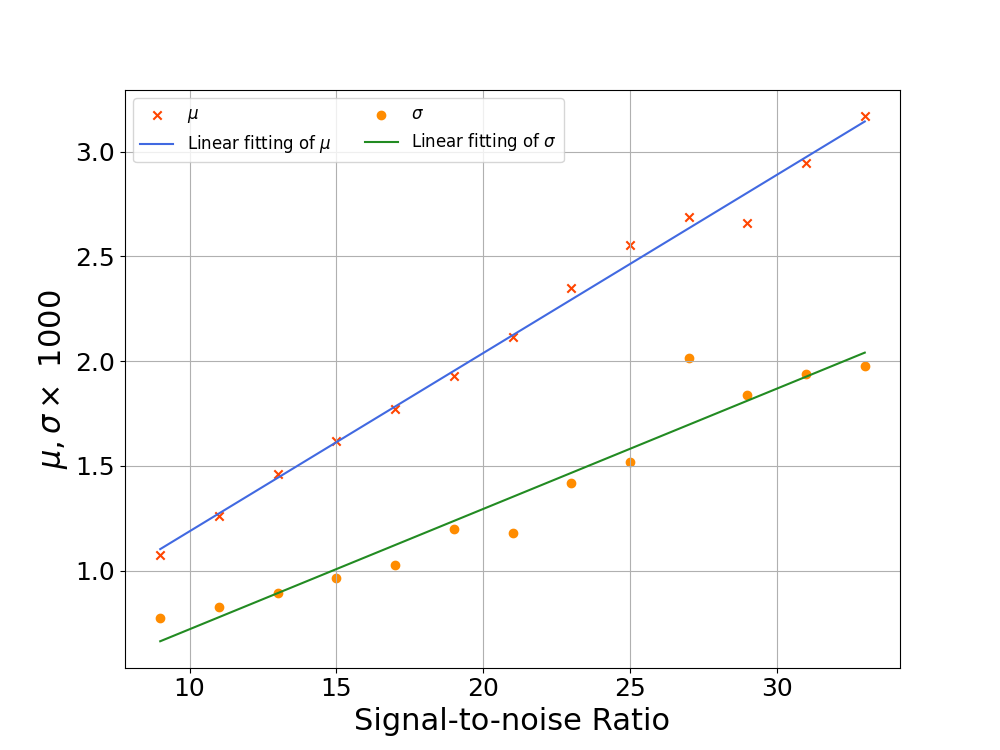 μ σ
Linear fitting of μ Linear fitting of σ
3.0
2.5
2.0
1.5
1.0
μ, σ × 1000
10 15 20 25 30
Signal-to-noise Ratio